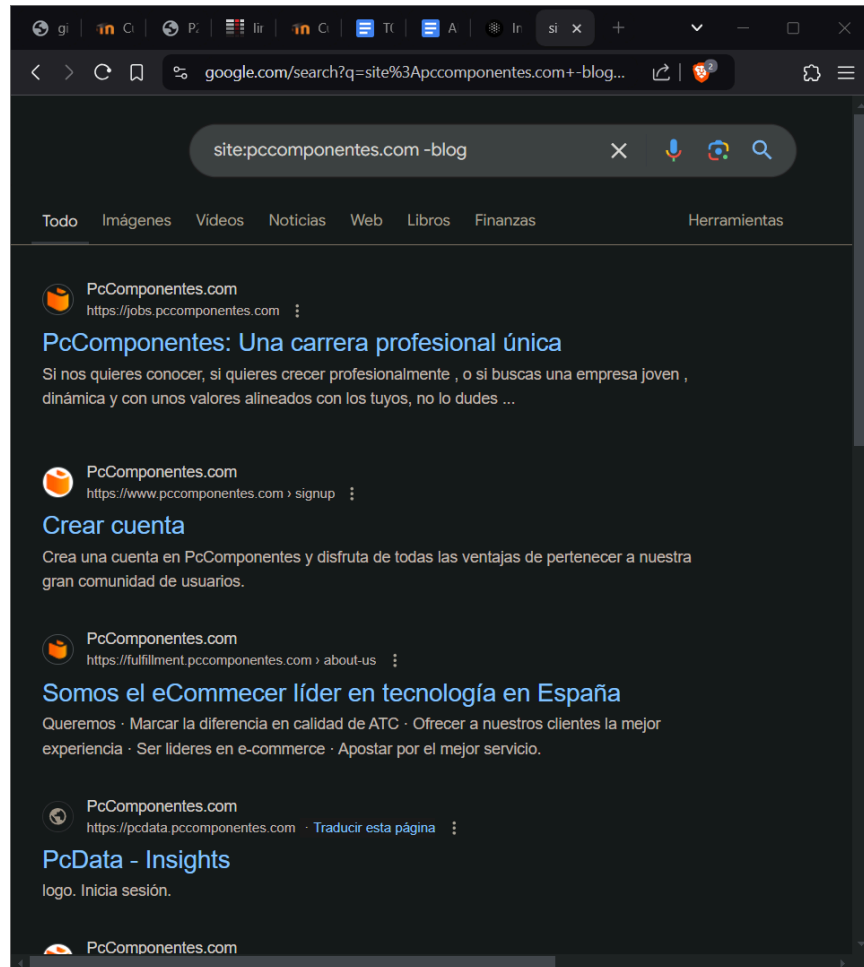 gi
Cu
P2
lir
Cu
TC
A
In
si
google.com/search?q=site%3Apccomponentes.com+-blog...
2
site:pccomponentes.com -blog
Todo Imágenes Vídeos Noticias Web Libros Finanzas Herramientas
PcComponentes.com
https://jobs.pccomponentes.com
PcComponentes: Una carrera profesional única
Si nos quieres conocer, si quieres crecer profesionalmente , o si buscas una empresa joven ,
dinámica y con unos valores alineados con los tuyos, no lo dudes ...
PcComponentes.com
https://www.pccomponentes.com › signup
Crear cuenta
Crea una cuenta en PcComponentes y disfruta de todas las ventajas de pertenecer a nuestra
gran comunidad de usuarios.
PcComponentes.com
https://fulfillment.pccomponentes.com › about-us
Somos el eCommecer líder en tecnología en España
Queremos · Marcar la diferencia en calidad de ATC · Ofrecer a nuestros clientes la mejor
experiencia · Ser lideres en e-commerce · Apostar por el mejor servicio.
PcComponentes.com
https://pcdata.pccomponentes.com · Traducir esta página
PcData - Insights
logo. Inicia sesión.
PcComponentes.com